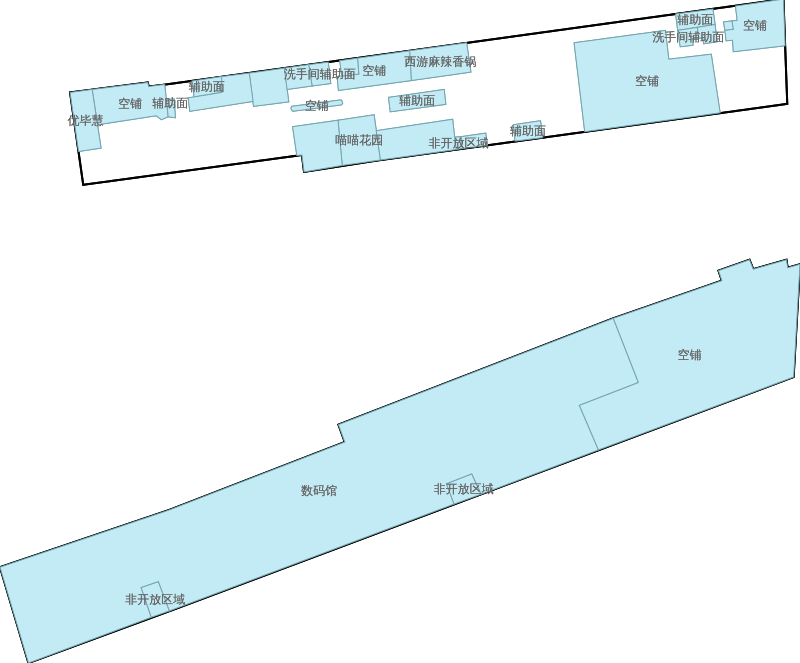 辅助面
空铺
洗手间辅助面
西游麻辣香锅
空铺
洗手间辅助面
空铺
辅助面
空铺
辅助面
辅助面
空铺
优毕慧
辅助面
喵喵花园
非开放区域
空铺
数码馆
非开放区域
非开放区域